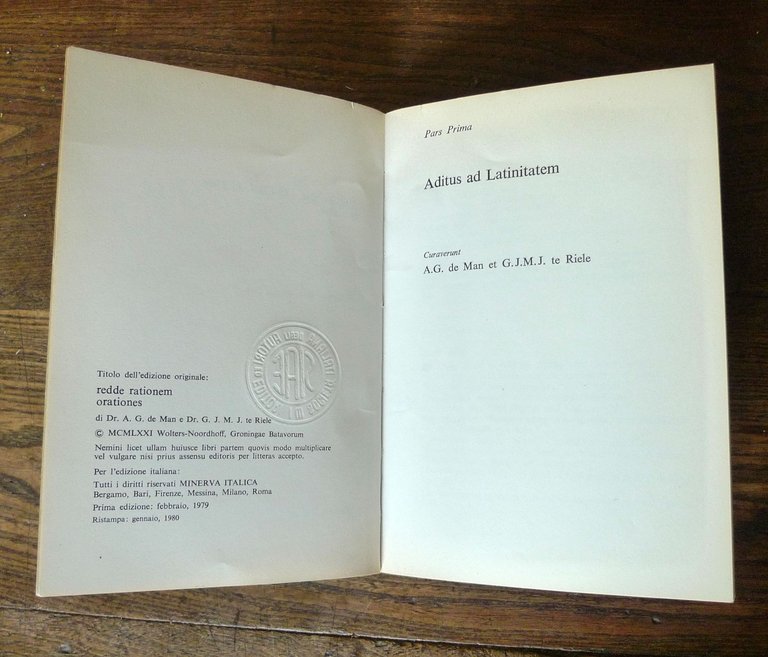 Titolo dell'edizione originale:
redde rationem
orationes
di Dr. A. G. de Man e Dr. G. J. M. J. te Riele
© MCMLXXI Wolters-Noordhoff, Groningae Batavorum
Nemini licet ullam huiusce libri partem quovis modo multiplicare
vel vulgare nisi prius assensu editoris per litteras accepto.
Per l'edizione italiana:
Tutti i diritti riservati MINERVA ITALICA
Bergamo, Bari, Firenze, Messina, Milano, Roma
Prima edizione: febbraio, 1979
Ristampa: gennaio, 1980
Pars Prima
Aditus ad Latinitatem
Curaverunt
A.G. de Man et G.J.M.J. te Riele